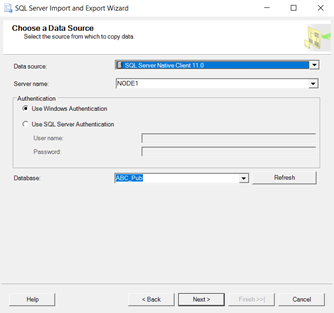 SQL Server Import and Export Wizard
Choose a Data Source
Select the source from which to copy data.
Data source: SQL Server Native Client 11.0
Server name: NODE1
Authentication
Use Windows Authentication
Use SQL Server Authentication
User name:
Password:
Database: ABC_Pub Refresh
Help < Back Next > Finish >>| Cancel